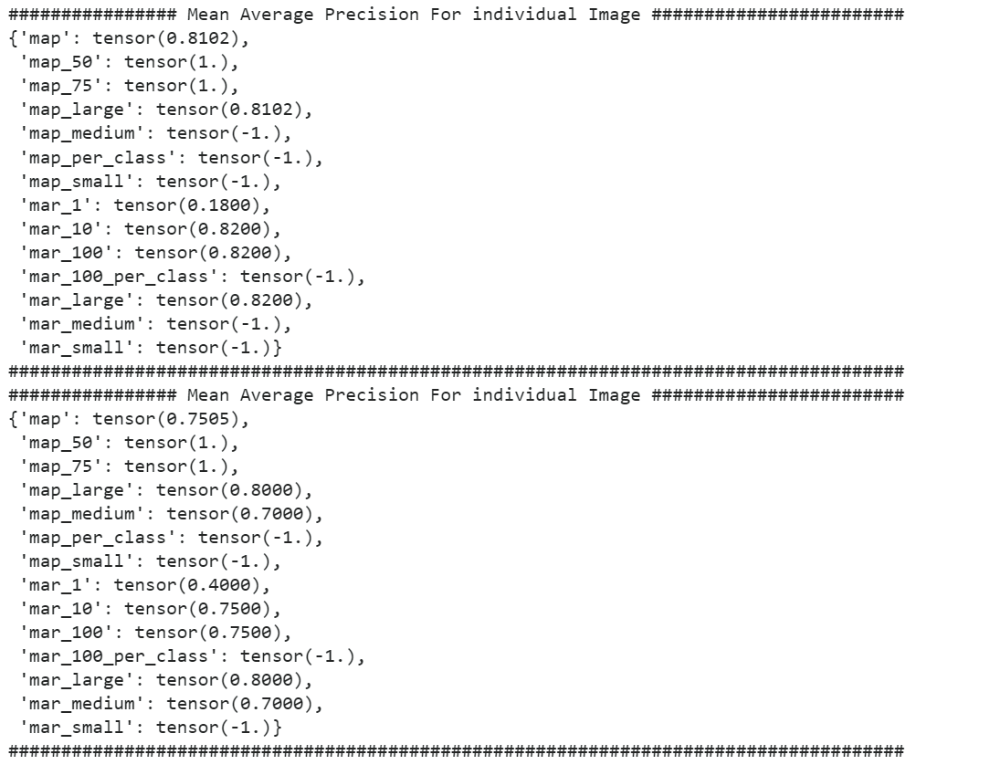 ################ Mean Average Precision For individual Image ########################
{'map': tensor(0.8102),
 'map_50': tensor(1.),
 'map_75': tensor(1.),
 'map_large': tensor(0.8102),
 'map_medium': tensor(-1.),
 'map_per_class': tensor(-1.),
 'map_small': tensor(-1.),
 'mar_1': tensor(0.1800),
 'mar_10': tensor(0.8200),
 'mar_100': tensor(0.8200),
 'mar_100_per_class': tensor(-1.),
 'mar_large': tensor(0.8200),
 'mar_medium': tensor(-1.),
 'mar_small': tensor(-1.)}
#####################################################################################
################ Mean Average Precision For individual Image ########################
{'map': tensor(0.7505),
 'map_50': tensor(1.),
 'map_75': tensor(1.),
 'map_large': tensor(0.8000),
 'map_medium': tensor(0.7000),
 'map_per_class': tensor(-1.),
 'map_small': tensor(-1.),
 'mar_1': tensor(0.4000),
 'mar_10': tensor(0.7500),
 'mar_100': tensor(0.7500),
 'mar_100_per_class': tensor(-1.),
 'mar_large': tensor(0.8000),
 'mar_medium': tensor(0.7000),
 'mar_small': tensor(-1.)}
#####################################################################################